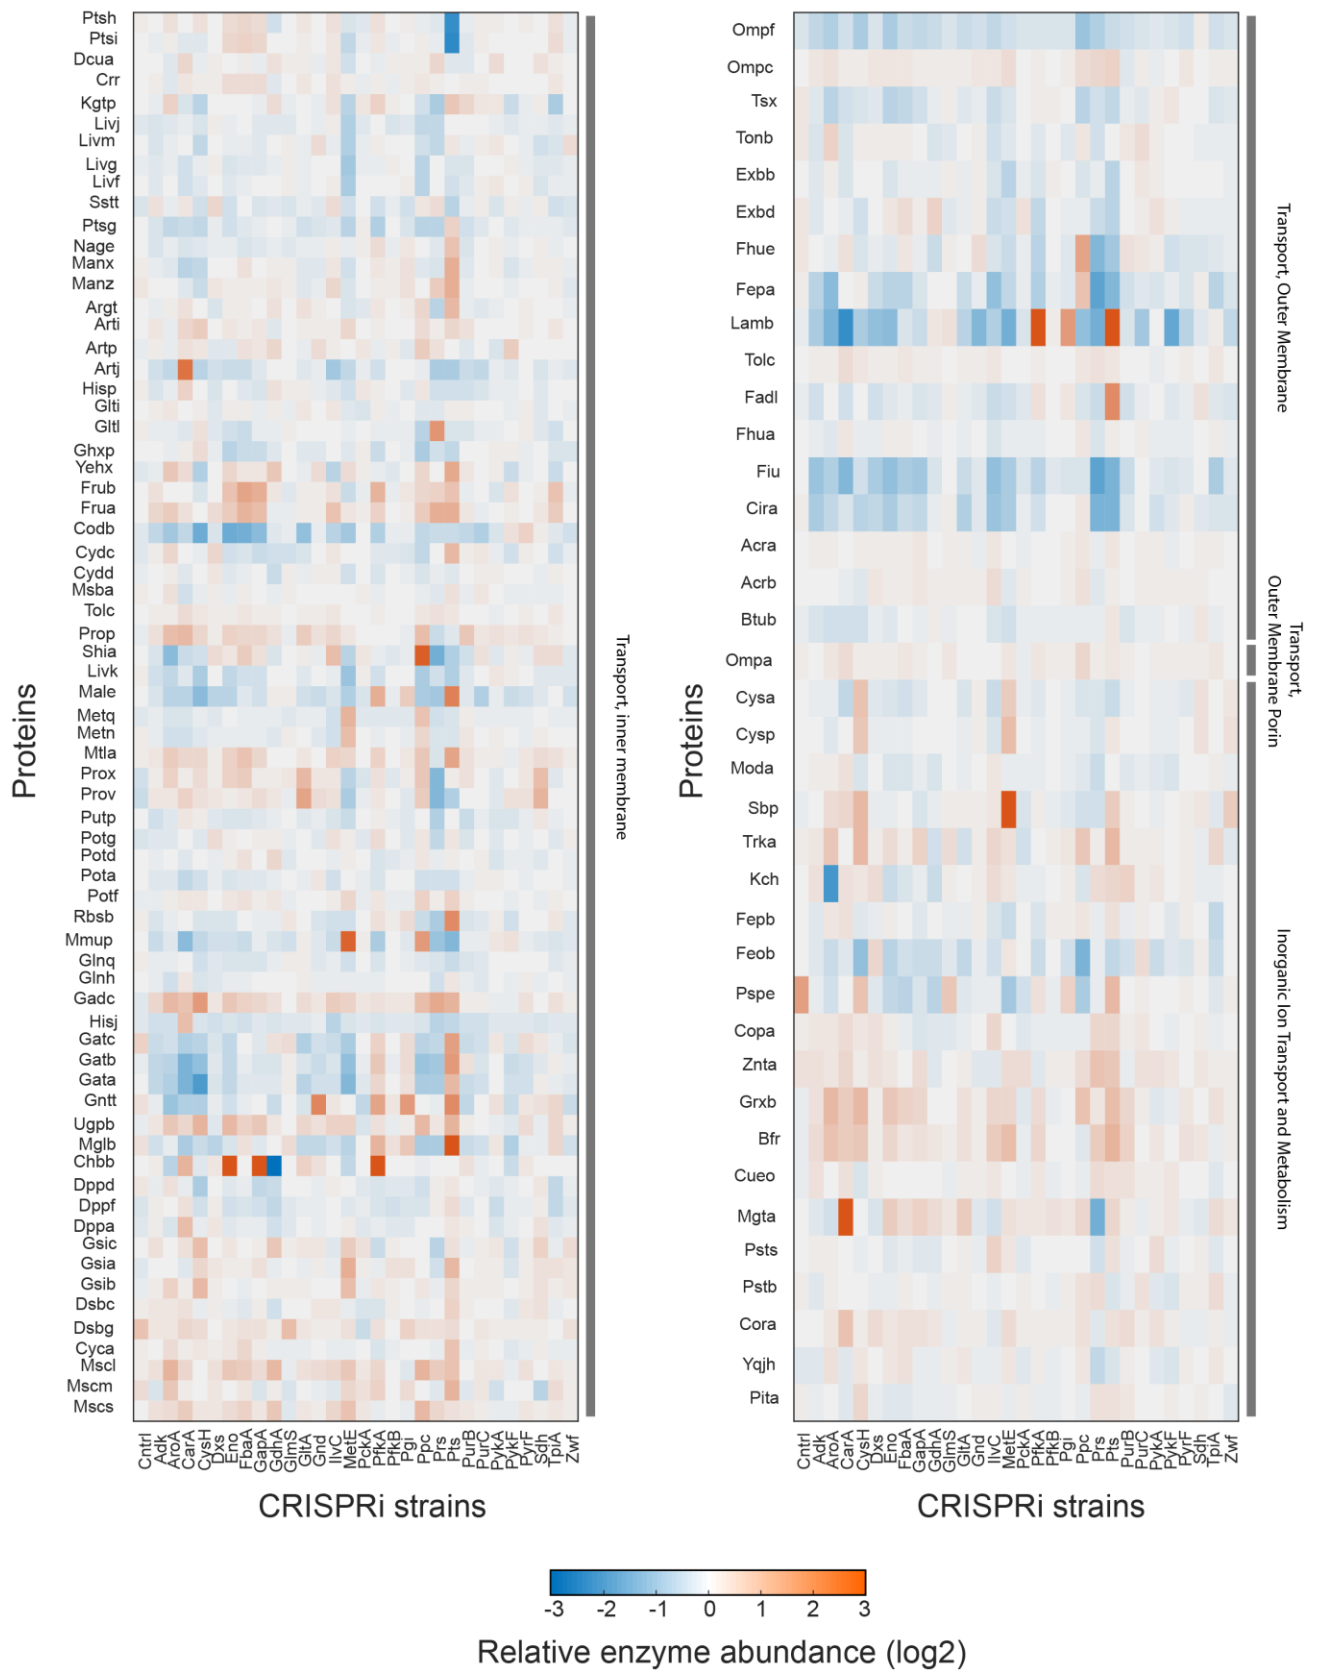 Proteins
Ptsh
Ptsi
Dcua
Crr
Kgtp
Livj
Livm
Livg
Livf
Sstt
Ptsg
Nage
Manx
Manz
Argt
Arti
Artp
Artj
Hisp
Glti
Gltl
Ghxp
Yehx
Frub
Frua
Codb
Cydc
Cydd
Msba
Tolc
Prop
Shia
Livk
Male
Metq
Metn
Mtla
Prox
Prov
Putp
Potg
Potd
Pota
Potf
Rbsb
Mmup
Glnq
Glnh
Gadc
Hisj
Gatc
Gatb
Gata
Gntt
Ugpb
Mglb
Chbb
Dppd
Dppf
Dppa
Gsic
Gsia
Gsib
Dsbc
Dsbg
Cyca
Mscl
Mscm
Mscs
Transport, inner membrane
Cntrl
Adk
AroA
CarA
CysH
Dxs
Eno
FbaA
GapA
GdhA
GlmS
GltA
Gnd
IlvC
MetE
PckA
PfkA
PfkB
Pgi
Ppc
Prs
Pts
PurB
PurC
PykA
PykF
PyrF
Sdh
TpiA
Zwf
CRISPRi strains
Proteins
Ompf
Ompc
Tsx
Tonb
Exbb
Exbd
Fhue
Fepa
Lamb
Tolc
Fadl
Fhua
Fiu
Cira
Acra
Acrb
Btub
Ompa
Cysa
Cysp
Moda
Sbp
Trka
Kch
Fepb
Feob
Pspe
Copa
Znta
Grxb
Bfr
Cueo
Mgta
Psts
Pstb
Cora
Yqjh
Pita
Transport, Outer Membrane
Transport,
Outer Membrane Porin
Inorganic Ion Transport and Metabolism
Cntrl
Adk
AroA
CarA
CysH
Dxs
Eno
FbaA
GapA
GdhA
GlmS
GltA
Gnd
IlvC
MetE
PckA
PfkA
PfkB
Pgi
Ppc
Prs
Pts
PurB
PurC
PykA
PykF
PyrF
Sdh
TpiA
Zwf
CRISPRi strains
-3 -2 -1 0 1 2 3
Relative enzyme abundance (log2)